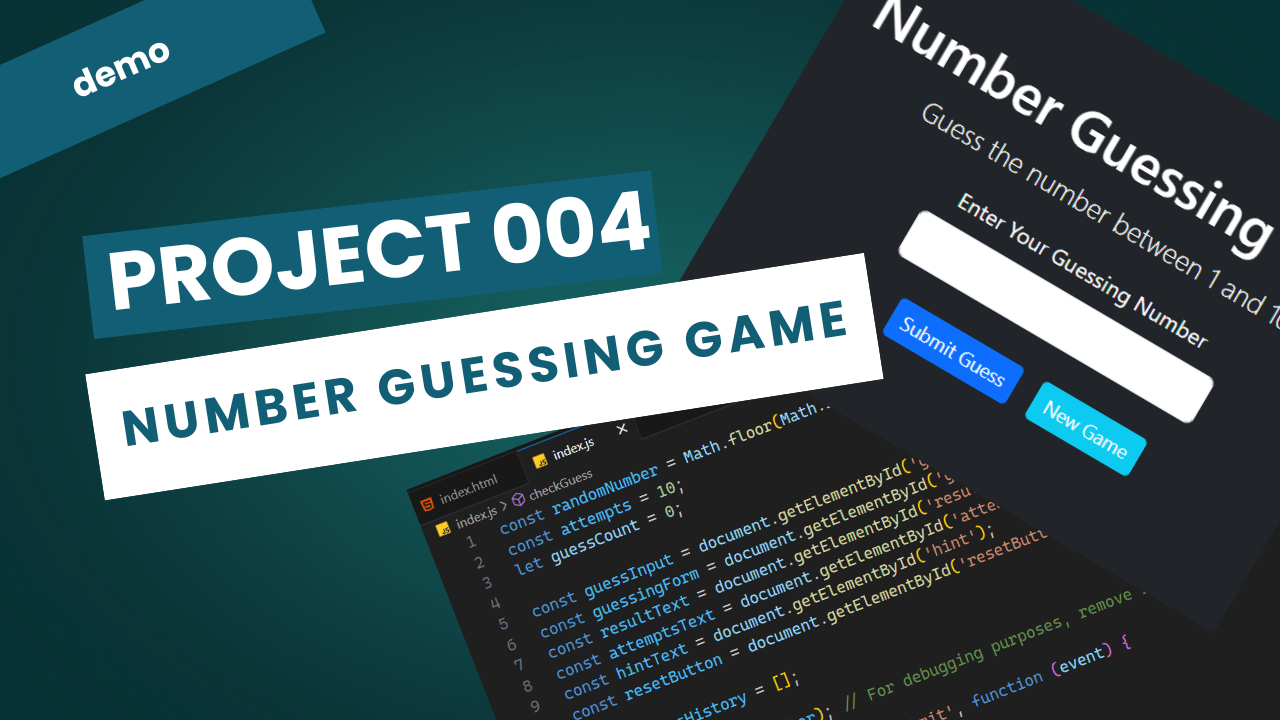 demo
PROJECT 004
NUMBER GUESSING GAME
Number Guessing
Guess the number between 1 and
Enter Your Guessing Number
Submit Guess
New Game
index.html
index.js ×
index.js > checkGuess
1 const randomNumber = Math.floor(Math.
2 const attempts = 10;
3 let guessCount = 0;
4
5 const guessInput = document.getElementById('g
6 const guessingForm = document.getElementById('g
7 const resultText = document.getElementById('resu
8 const attemptsText = document.getElementById('atte
9 const hintText = document.getElementById('hint');
const resetButton = document.getElementById('resetButt
sHistory = [];
); // For debugging purposes, remove
', function (event) {